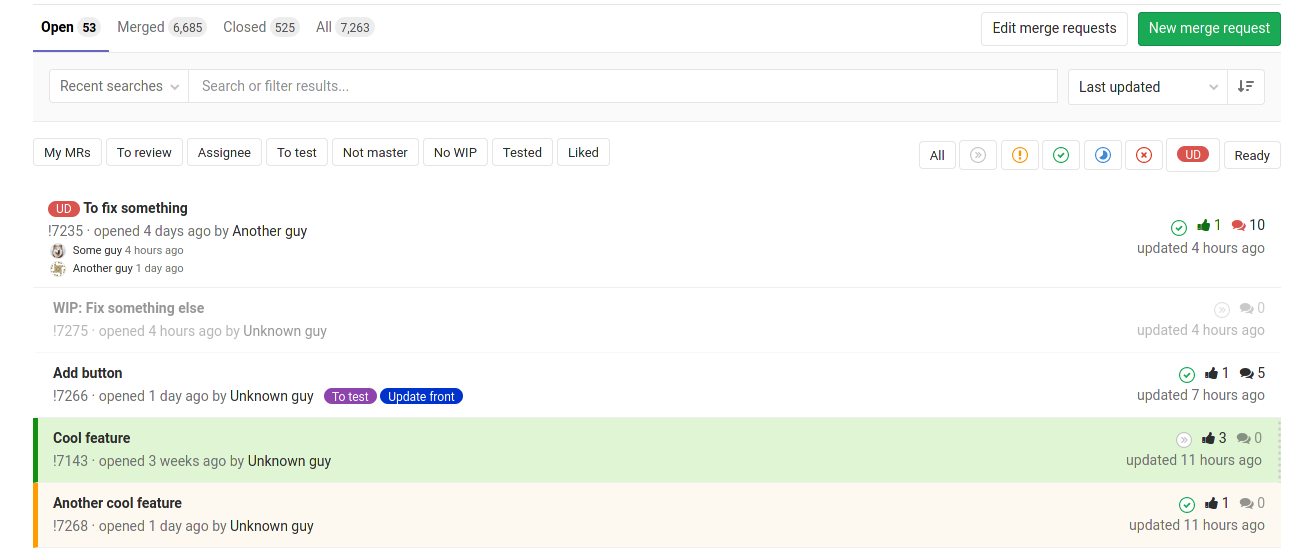 Open 53 Merged 6,685 Closed 525 All 7,263 Edit merge requests New merge request
Recent searches Search or filter results... Last updated
My MRs To review Assignee To test Not master No WIP Tested Liked All UD Ready
UD To fix something
!7235 · opened 4 days ago by Another guy 1 10
Some guy 4 hours ago updated 4 hours ago
Another guy 1 day ago
WIP: Fix something else 0
!7275 · opened 4 hours ago by Unknown guy updated 4 hours ago
Add button 1 5
!7266 · opened 1 day ago by Unknown guy To test Update front updated 7 hours ago
Cool feature 3 0
!7143 · opened 3 weeks ago by Unknown guy updated 11 hours ago
Another cool feature 1 0
!7268 · opened 1 day ago by Unknown guy updated 11 hours ago